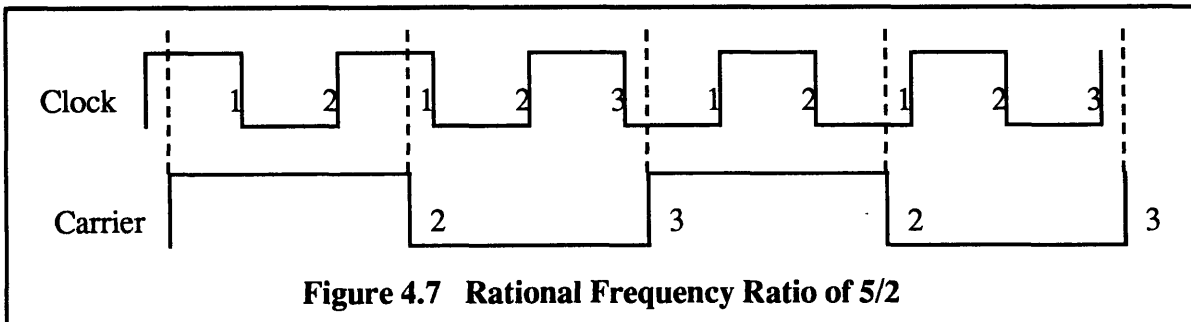 Clock 1 2 1 2 3 1 2 1 2 3
Carrier 2 3 2 3
Figure 4.7 Rational Frequency Ratio of 5/2